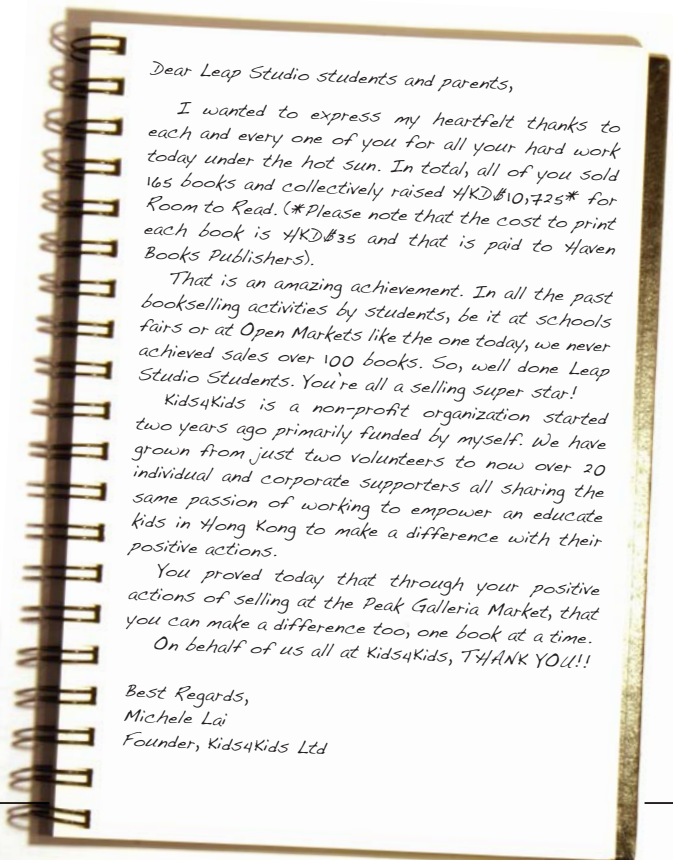 Dear Leap Studio students and parents,
I wanted to express my heartfelt thanks to
each and every one of you for all your hard work
today under the hot sun. In total, all of you sold
165 books and collectively raised HKD$10,725* for
Room to Read. (*Please note that the cost to print
each book is HKD$35 and that is paid to Haven
Books Publishers).
That is an amazing achievement. In all the past
bookselling activities by students, be it at schools
fairs or at Open Markets like the one today, we never
achieved sales over 100 books. So, well done Leap
Studio Students. You're all a selling super star!
Kids4Kids is a non-profit organization started
two years ago primarily funded by myself. We have
grown from just two volunteers to now over 20
individual and corporate supporters all sharing the
same passion of working to empower an educate
kids in Hong Kong to make a difference with their
positive actions.
You proved today that through your positive
actions of selling at the Peak Galleria Market, that
you can make a difference too, one book at a time.
On behalf of us all at Kids4Kids, THANK YOU!!
Best Regards,
Michele Lai
Founder, Kids4Kids Ltd